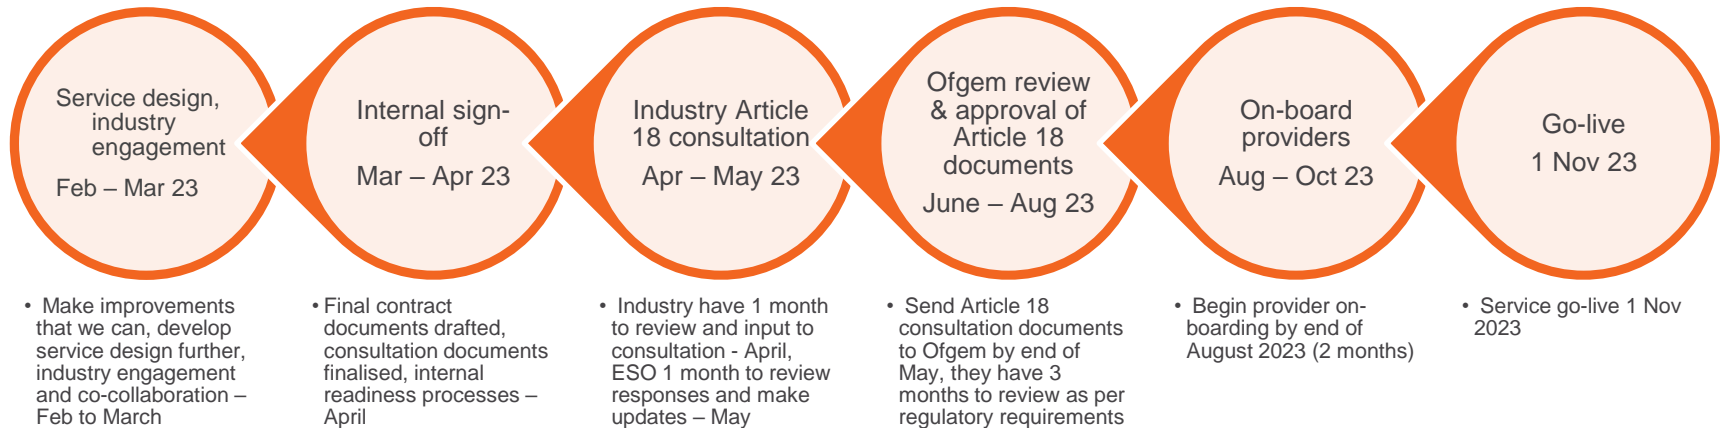 Service design,
industry
engagement
Feb – Mar 23
Internal sign-
off
Mar – Apr 23
Industry Article
18 consultation
Apr – May 23
Ofgem review
& approval of
Article 18
documents
June – Aug 23
On-board
providers
Aug – Oct 23
Go-live
1 Nov 23
• Make improvements
that we can, develop
service design further,
industry engagement
and co-collaboration –
Feb to March
• Final contract
documents drafted,
consultation documents
finalised, internal
readiness processes –
April
• Industry have 1 month
to review and input to
consultation - April,
ESO 1 month to review
responses and make
updates – May
• Send Article 18
consultation documents
to Ofgem by end of
May, they have 3
months to review as per
regulatory requirements
• Begin provider on-
boarding by end of
August 2023 (2 months)
• Service go-live 1 Nov
2023